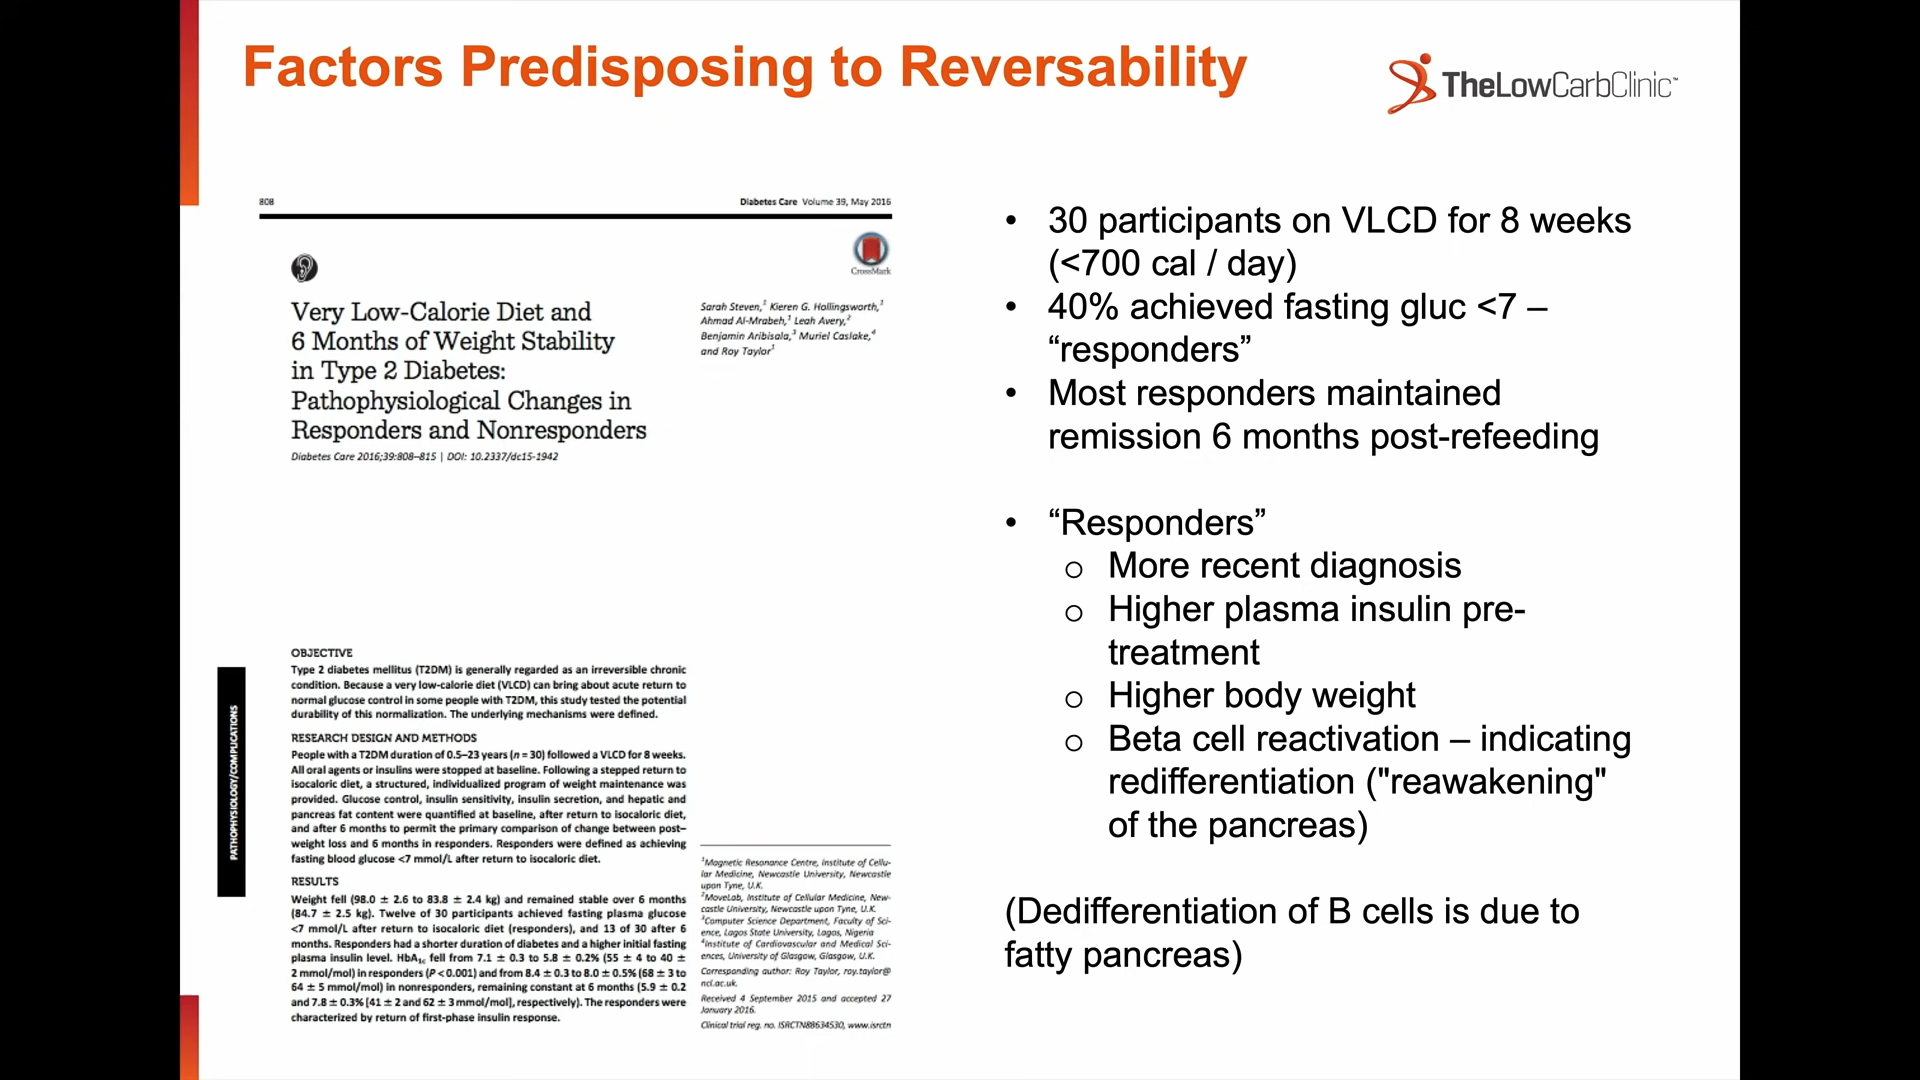 Factors Predisposing to Reversability
TheLowCarbClinic™
808
Diabetes Care Volume 39, May 2016
CrossMark
Very Low-Calorie Diet and
6 Months of Weight Stability
in Type 2 Diabetes:
Pathophysiological Changes in
Responders and Nonresponders
Diabetes Care 2016;39:808–815 | DOI: 10.2337/dc15-1942
Sarah Steven,1 Kieren G. Hollingsworth,1
Ahmad Al-Mrabeh,1 Leah Avery,2
Benjamin Aribisala,3 Muriel Caslake,4
and Roy Taylor1
PATHOPHYSIOLOGY/COMPLICATIONS
OBJECTIVE
Type 2 diabetes mellitus (T2DM) is generally regarded as an irreversible chronic
condition. Because a very low-calorie diet (VLCD) can bring about acute return to
normal glucose control in some people with T2DM, this study tested the potential
durability of this normalization. The underlying mechanisms were defined.
RESEARCH DESIGN AND METHODS
People with a T2DM duration of 0.5–23 years (n = 30) followed a VLCD for 8 weeks.
All oral agents or insulins were stopped at baseline. Following a stepped return to
isocaloric diet, a structured, individualized program of weight maintenance was
provided. Glucose control, insulin sensitivity, insulin secretion, and hepatic and
pancreas fat content were quantified at baseline, after return to isocaloric diet,
and after 6 months to permit the primary comparison of change between post–
weight loss and 6 months in responders. Responders were defined as achieving
fasting blood glucose <7 mmol/L after return to isocaloric diet.
RESULTS
Weight fell (98.0 ± 2.6 to 83.8 ± 2.4 kg) and remained stable over 6 months
(84.7 ± 2.5 kg). Twelve of 30 participants achieved fasting plasma glucose
<7 mmol/L after return to isocaloric diet (responders), and 13 of 30 after 6
months. Responders had a shorter duration of diabetes and a higher initial fasting
plasma insulin level. HbA1c fell from 7.1 ± 0.3 to 5.8 ± 0.2% (55 ± 4 to 40 ±
2 mmol/mol) in responders (P < 0.001) and from 8.4 ± 0.3 to 8.0 ± 0.5% (68 ± 3 to
64 ± 5 mmol/mol) in nonresponders, remaining constant at 6 months (5.9 ± 0.2
and 7.8 ± 0.3% [41 ± 2 and 62 ± 3 mmol/mol], respectively). The responders were
characterized by return of first-phase insulin response.
1Magnetic Resonance Centre, Institute of Cellu-
lar Medicine, Newcastle University, Newcastle
upon Tyne, U.K.
2MoveLab, Institute of Cellular Medicine, New-
castle University, Newcastle upon Tyne, U.K.
3Computer Science Department, Faculty of Sci-
ence, Lagos State University, Lagos, Nigeria
4Institute of Cardiovascular and Medical Sci-
ences, University of Glasgow, Glasgow, U.K.
Corresponding author: Roy Taylor, roy.taylor@
ncl.ac.uk.
Received 4 September 2015 and accepted 27
January 2016.
Clinical trial reg. no. ISRCTN88634530, www.isrctn
• 30 participants on VLCD for 8 weeks
(<700 cal / day)
• 40% achieved fasting gluc <7 –
“responders”
• Most responders maintained
remission 6 months post-refeeding
• “Responders”
o More recent diagnosis
o Higher plasma insulin pre-
treatment
o Higher body weight
o Beta cell reactivation – indicating
redifferentiation ("reawakening"
of the pancreas)
(Dedifferentiation of B cells is due to
fatty pancreas)